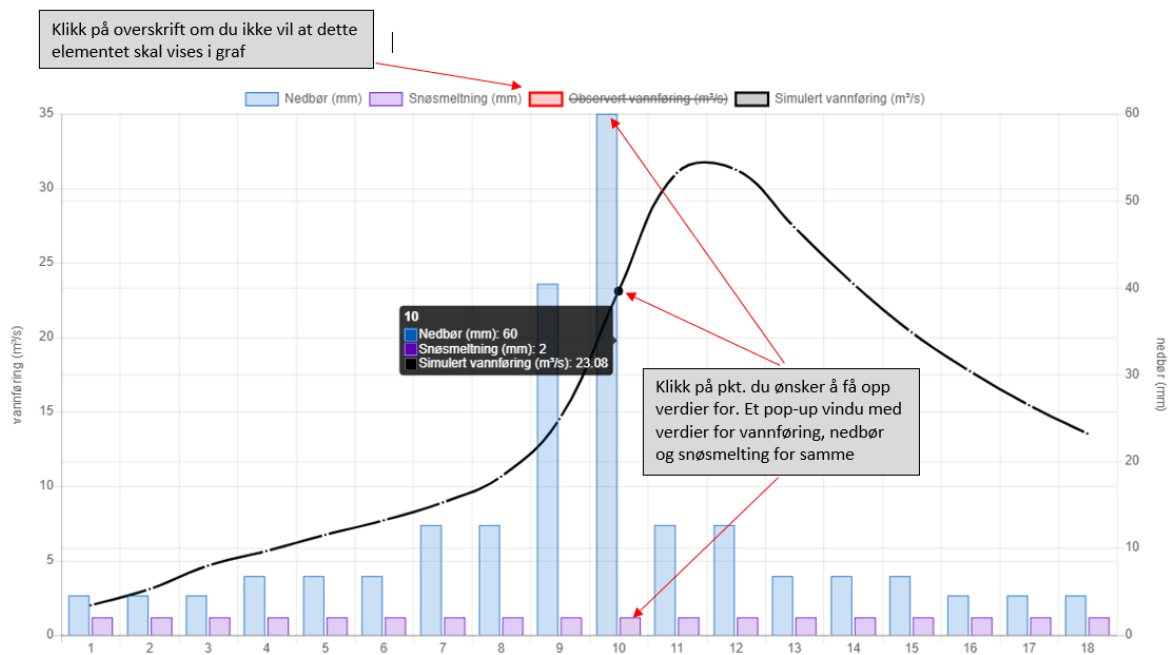 Klikk på overskrift om du ikke vil at dette
elementet skal vises i graf
Nedbør (mm) Snøsmeltning (mm) Observert vannføring (m³/s) Simulert vannføring (m³/s)
35
30
25
20
15
10
5
0
vannføring (m³/s)
60
50
40
30
20
10
0
nedbør (mm)
10
Nedbør (mm): 60
Snøsmeltning (mm): 2
Simulert vannføring (m³/s): 23.08
Klikk på pkt. du ønsker å få opp
verdier for. Et pop-up vindu med
verdier for vannføring, nedbør
og snøsmelting for samme
1 2 3 4 5 6 7 8 9 10 11 12 13 14 15 16 17 18